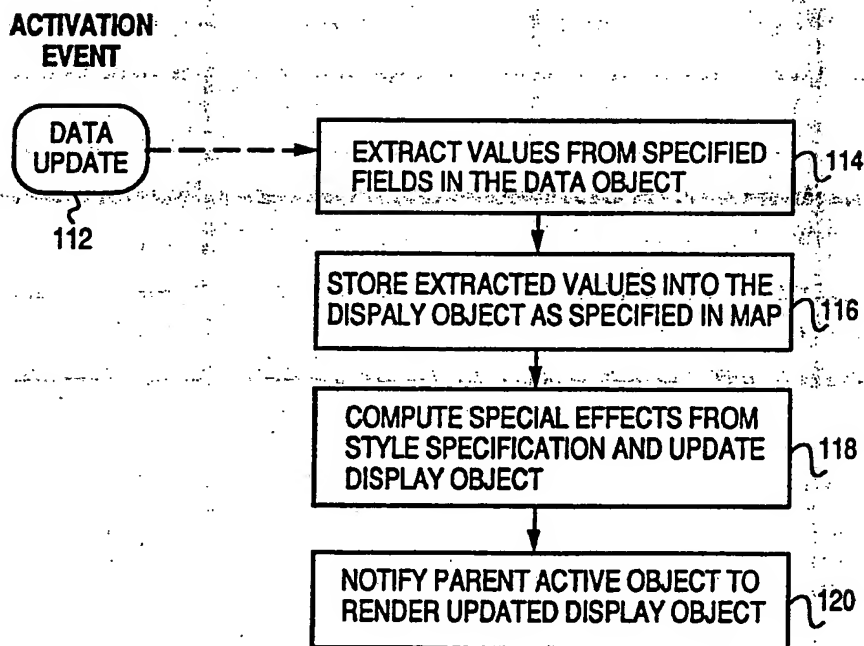 ACTIVATION
EVENT
DATA
UPDATE
112
EXTRACT VALUES FROM SPECIFIED
FIELDS IN THE DATA OBJECT
114
STORE EXTRACTED VALUES INTO THE
DISPALY OBJECT AS SPECIFIED IN MAP
116
COMPUTE SPECIAL EFFECTS FROM
STYLE SPECIFICATION AND UPDATE
DISPLAY OBJECT
118
NOTIFY PARENT ACTIVE OBJECT TO
RENDER UPDATED DISPLAY OBJECT
120